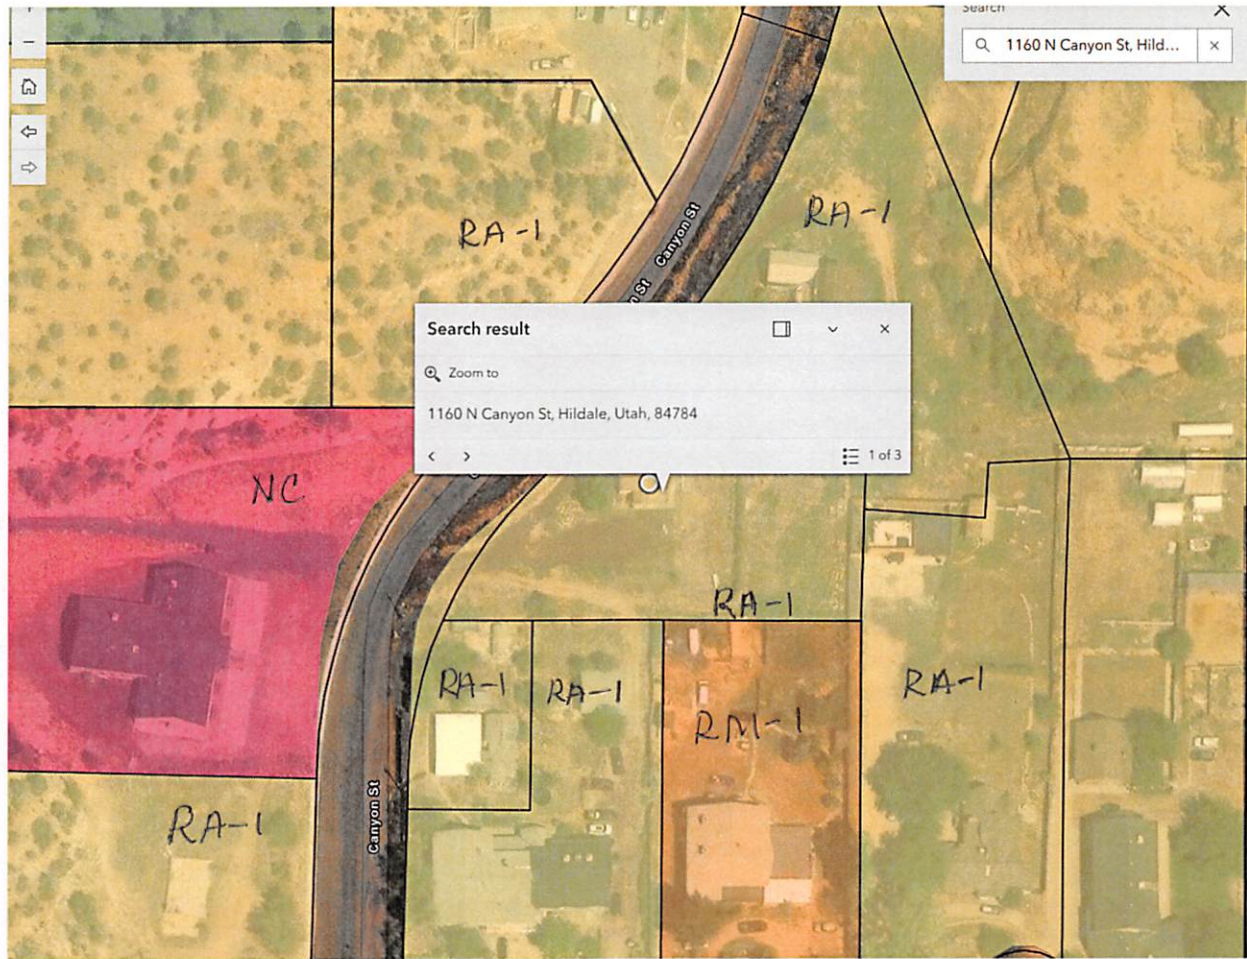 Search
1160 N Canyon St, Hild...
Canyon St
n St
RA-1
RA-1
Search result
Zoom to
1160 N Canyon St, Hildale, Utah, 84784
1 of 3
NC
RA-1
RA-1
RA-1
RM-1
RA-1
Canyon St
RA-1